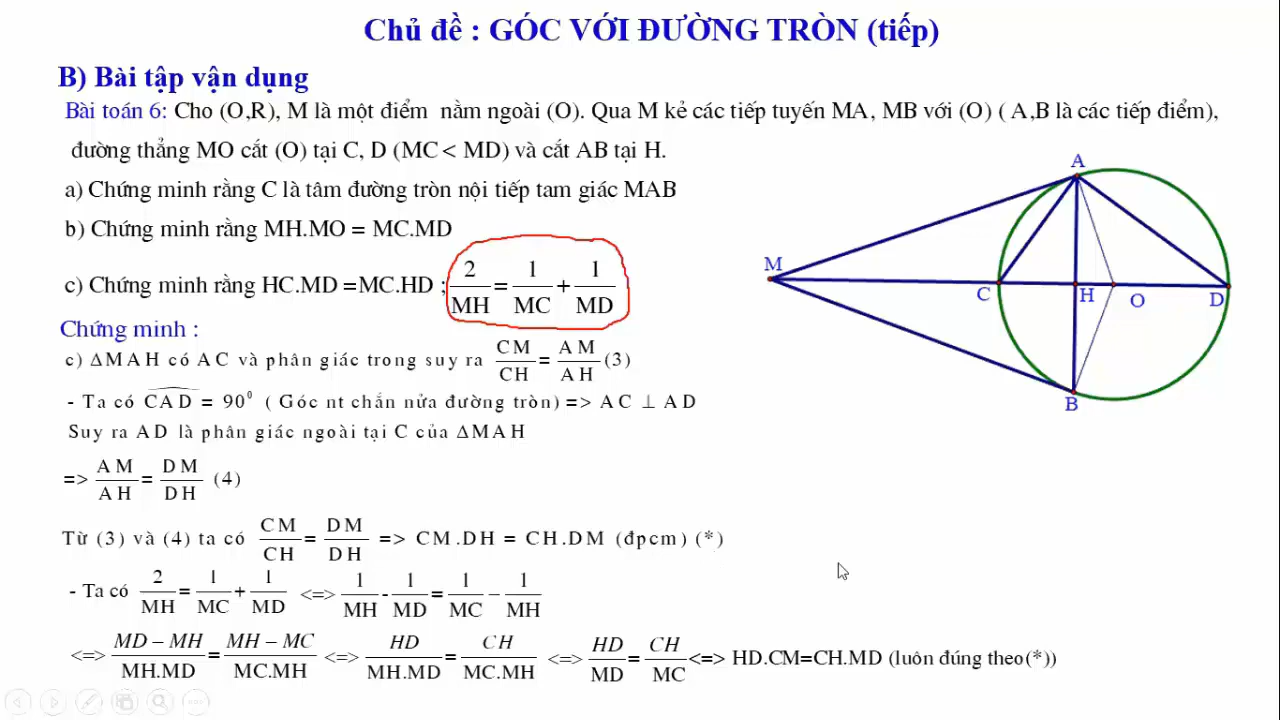 Chủ đề : GÓC VỚI ĐƯỜNG TRÒN (tiếp)
B) Bài tập vận dụng
Bài toán 6: Cho (O,R), M là một điểm nằm ngoài (O). Qua M kẻ các tiếp tuyến MA, MB với (O) ( A,B là các tiếp điểm),
đường thẳng MO cắt (O) tại C, D (MC < MD) và cắt AB tại H.
a) Chứng minh rằng C là tâm đường tròn nội tiếp tam giác MAB
b) Chứng minh rằng MH.MO = MC.MD
c) Chứng minh rằng HC.MD =MC.HD ; 2/MH = 1/MC + 1/MD
Chứng minh :
c) ΔMAH có AC và phân giác trong suy ra CM/CH = AM/AH (3)
- Ta có CAD = 90⁰ ( Góc nt chắn nửa đường tròn) => AC ⊥ AD
Suy ra AD là phân giác ngoài tại C của ΔMAH
=> AM/AH = DM/DH (4)
Từ (3) và (4) ta có CM/CH = DM/DH => CM.DH = CH.DM (đpcm) (*)
- Ta có 2/MH = 1/MC + 1/MD <=> 1/MH - 1/MD = 1/MC − 1/MH
<=> MD − MH/MH.MD = MH − MC/MC.MH <=> HD/MH.MD = CH/MC.MH <=> HD/MD = CH/MC <=> HD.CM=CH.MD (luôn đúng theo(*))
A
M
C
H
O
D
B